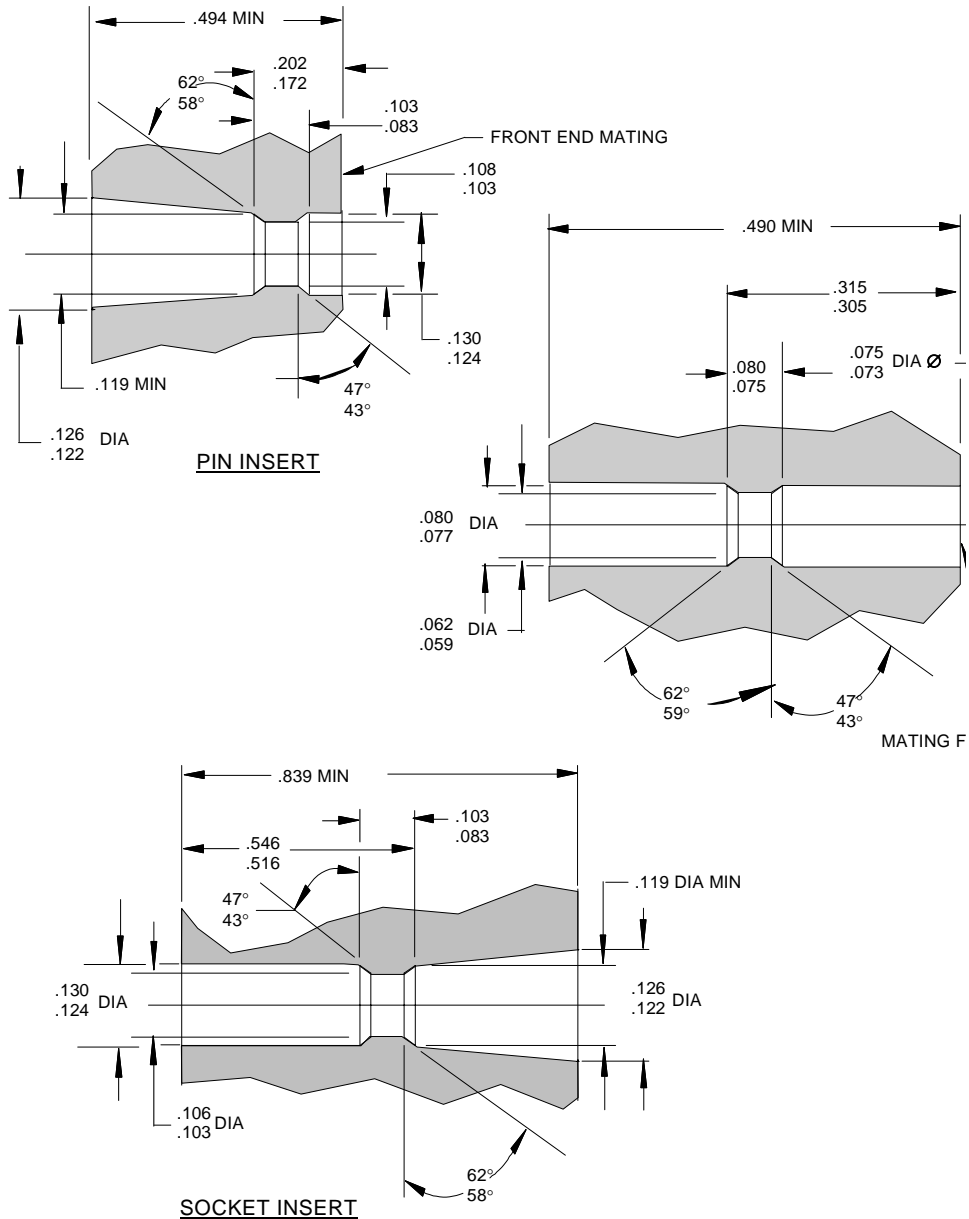 .494 MIN
.202
.172
62°
58°
.103
.083
FRONT END MATING
.108
.103
.130
.124
47°
43°
.119 MIN
.126 DIA
.122
PIN INSERT
.490 MIN
.315
.305
.080
.075
.075 DIA Ø
.073
.080 DIA
.077
.062 DIA
.059
62°
59°
47°
43°
MATING F
.839 MIN
.103
.083
.546
.516
47°
43°
.119 DIA MIN
.130 DIA
.124
.126 DIA
.122
.106 DIA
.103
62°
58°
SOCKET INSERT